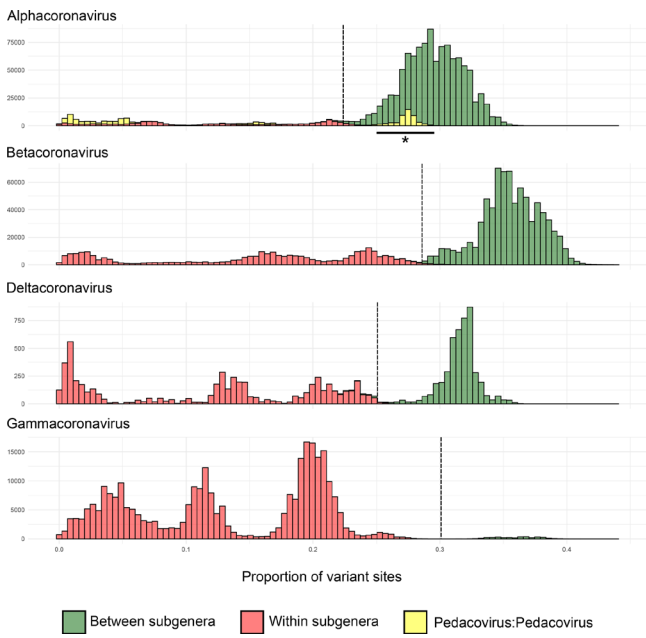 Alphacoronavirus
75000
50000
25000
0
*
Betacoronavirus
60000
40000
20000
0
Deltacoronavirus
750
500
250
0
Gammacoronavirus
15000
10000
5000
0
0.0 0.1 0.2 0.3 0.4
Proportion of variant sites
Between subgenera Within subgenera Pedacovirus:Pedacovirus